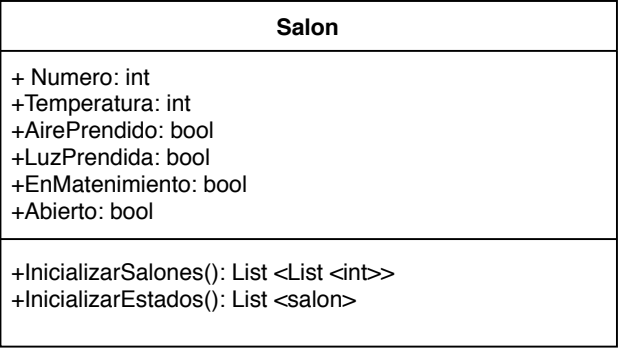 Salon
+ Numero: int
+Temperatura: int
+AirePrendido: bool
+LuzPrendida: bool
+EnMatenimiento: bool
+Abierto: bool
+InicializarSalones(): List <List <int>>
+InicializarEstados(): List <salon>